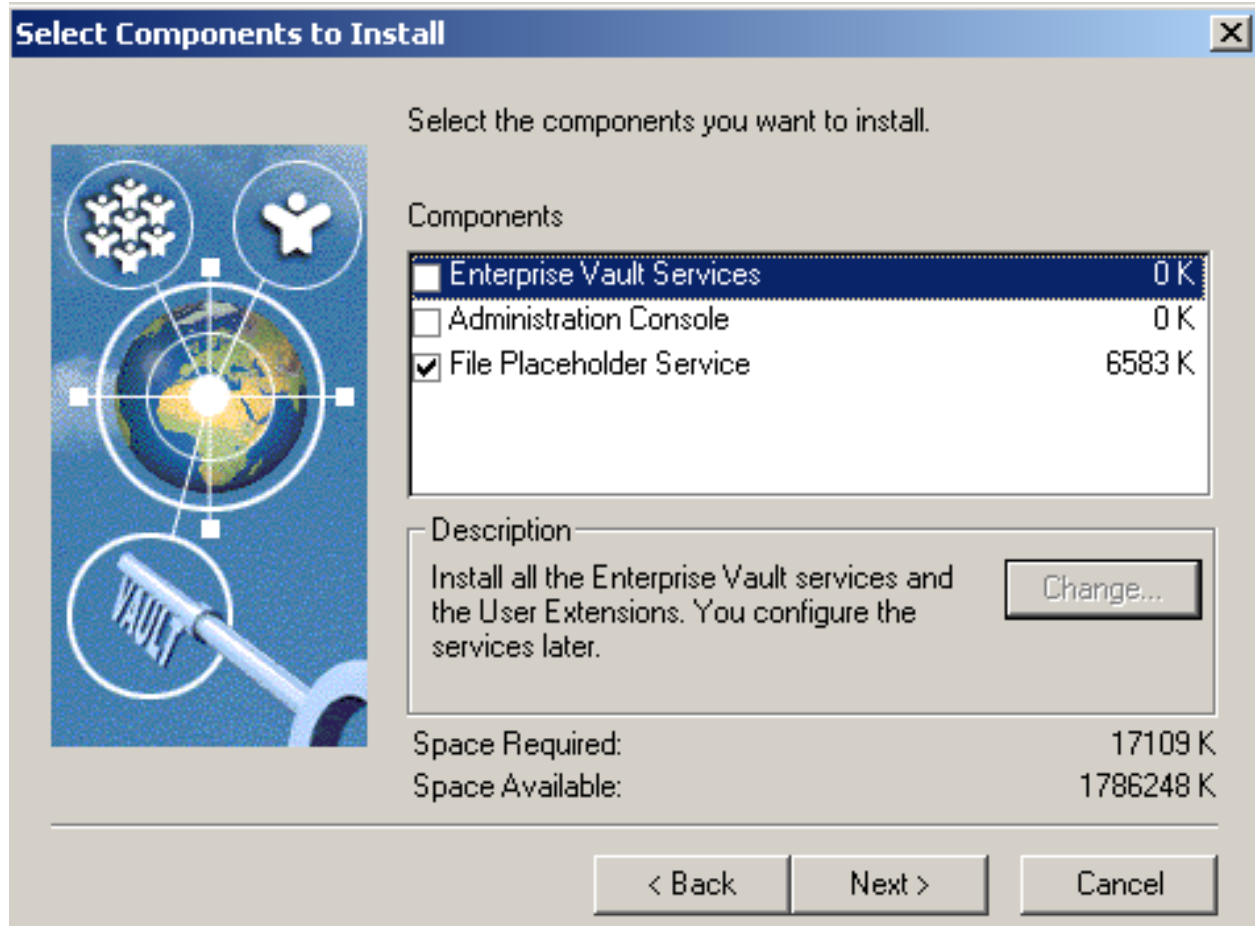 Select Components to Install
Select the components you want to install.
Components
Enterprise Vault Services 0 K
Administration Console 0 K
File Placeholder Service 6583 K
Description
Install all the Enterprise Vault services and
the User Extensions. You configure the
services later.
Change...
VAULT
Space Required: 17109 K
Space Available: 1786248 K
< Back Next > Cancel